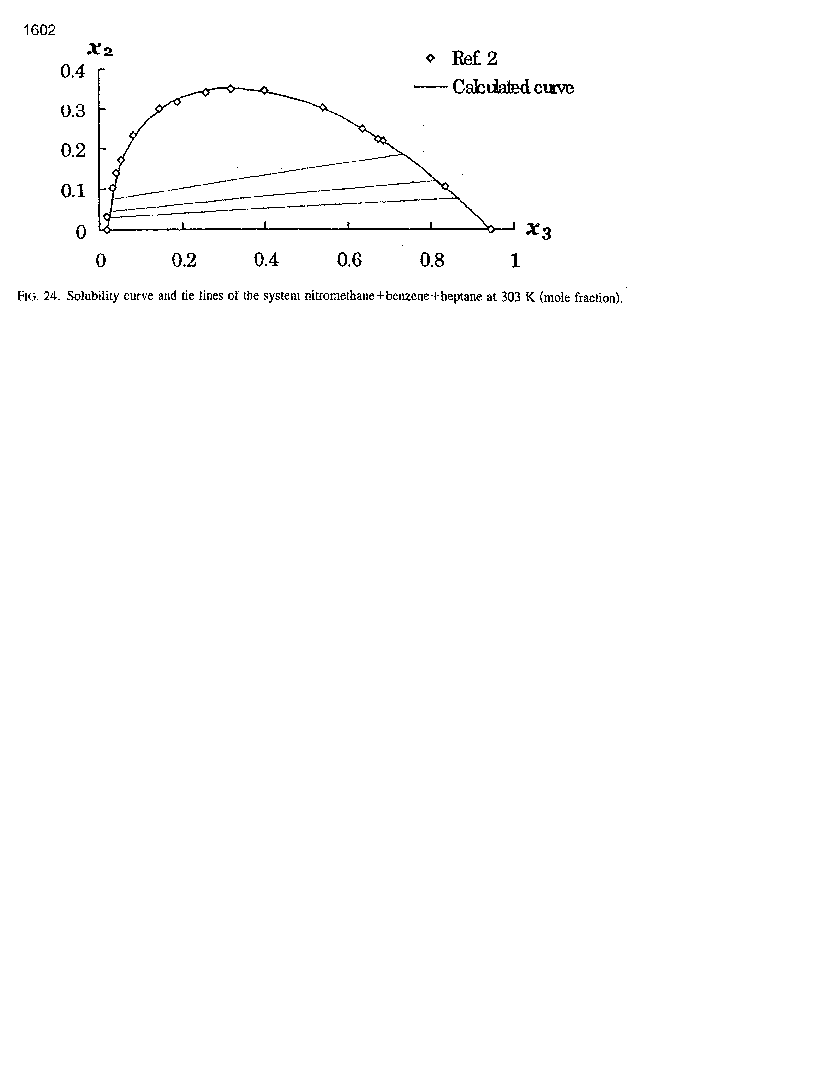 1602
x2
Ref. 2
Calculated curve
0.4
0.3
0.2
0.1
0
x3
0 0.2 0.4 0.6 0.8 1
FIG. 24. Solubility curve and tie lines of the system nitromethane+benzene+heptane at 303 K (mole fraction).